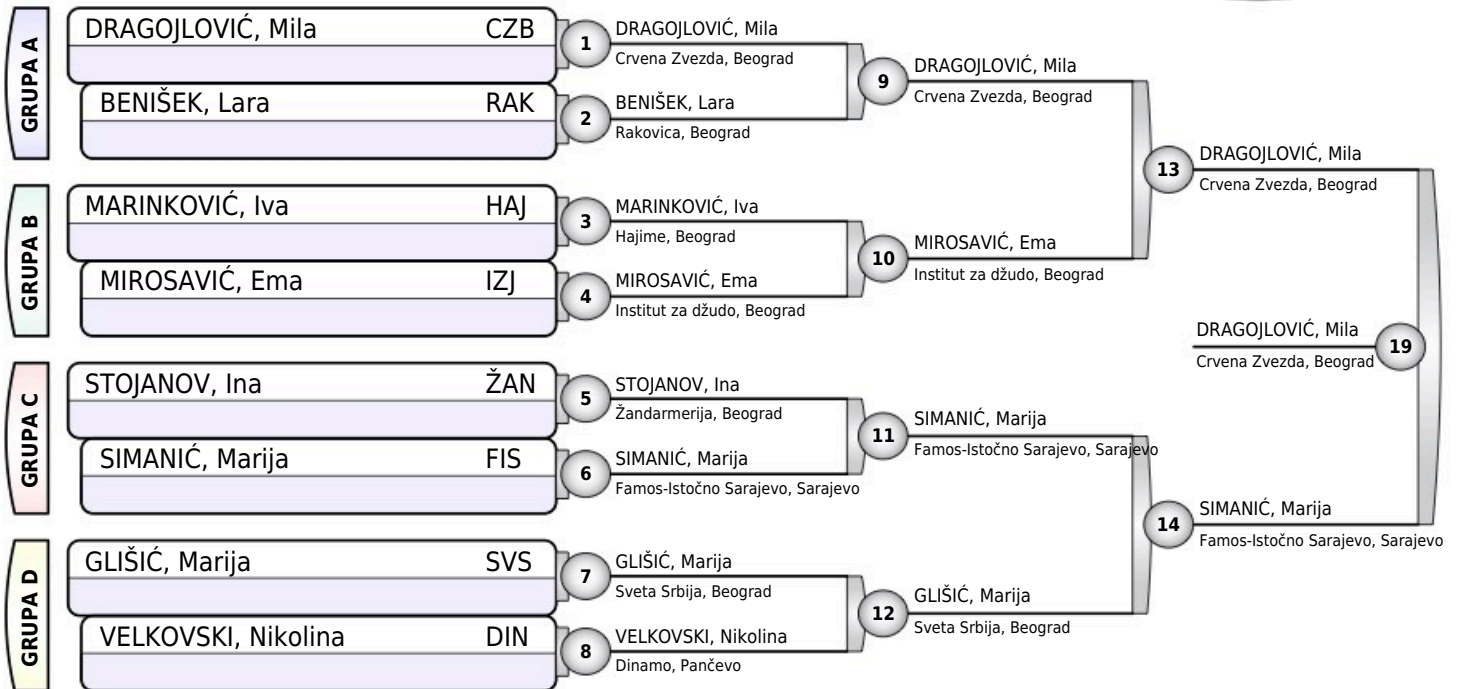 GRUPA A
DRAGOJLOVIĆ, Mila CZB
BENIŠEK, Lara RAK
1
DRAGOJLOVIĆ, Mila
Crvena Zvezda, Beograd
2
BENIŠEK, Lara
Rakovica, Beograd
9
DRAGOJLOVIĆ, Mila
Crvena Zvezda, Beograd
GRUPA B
MARINKOVIĆ, Iva HAJ
MIROSAVIĆ, Ema IZJ
3
MARINKOVIĆ, Iva
Hajime, Beograd
4
MIROSAVIĆ, Ema
Institut za džudo, Beograd
10
MIROSAVIĆ, Ema
Institut za džudo, Beograd
13
DRAGOJLOVIĆ, Mila
Crvena Zvezda, Beograd
GRUPA C
STOJANOV, Ina ŽAN
SIMANIĆ, Marija FIS
5
STOJANOV, Ina
Žandarmerija, Beograd
6
SIMANIĆ, Marija
Famos-Istočno Sarajevo, Sarajevo
11
SIMANIĆ, Marija
Famos-Istočno Sarajevo, Sarajevo
GRUPA D
GLIŠIĆ, Marija SVS
VELKOVSKI, Nikolina DIN
7
GLIŠIĆ, Marija
Sveta Srbija, Beograd
8
VELKOVSKI, Nikolina
Dinamo, Pančevo
12
GLIŠIĆ, Marija
Sveta Srbija, Beograd
14
SIMANIĆ, Marija
Famos-Istočno Sarajevo, Sarajevo
DRAGOJLOVIĆ, Mila
Crvena Zvezda, Beograd
19